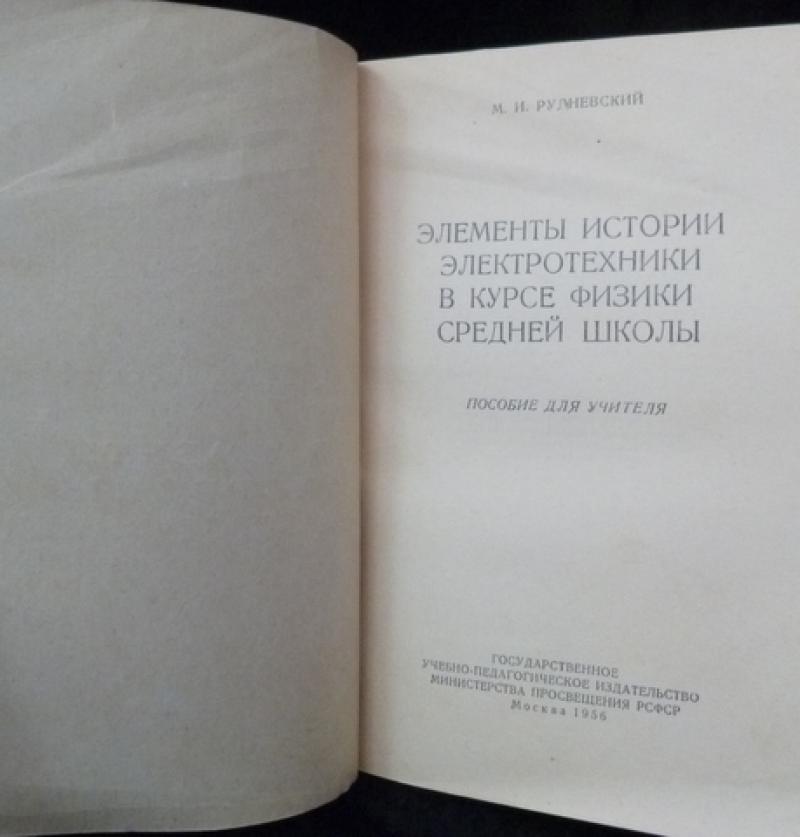 М. И. РУДНЕВСКИЙ
ЭЛЕМЕНТЫ ИСТОРИИ
ЭЛЕКТРОТЕХНИКИ
В КУРСЕ ФИЗИКИ
СРЕДНЕЙ ШКОЛЫ
ПОСОБИЕ ДЛЯ УЧИТЕЛЯ
ГОСУДАРСТВЕННОЕ
УЧЕБНО-ПЕДАГОГИЧЕСКОЕ ИЗДАТЕЛЬСТВО
МИНИСТЕРСТВА ПРОСВЕЩЕНИЯ РСФСР
Москва 1956